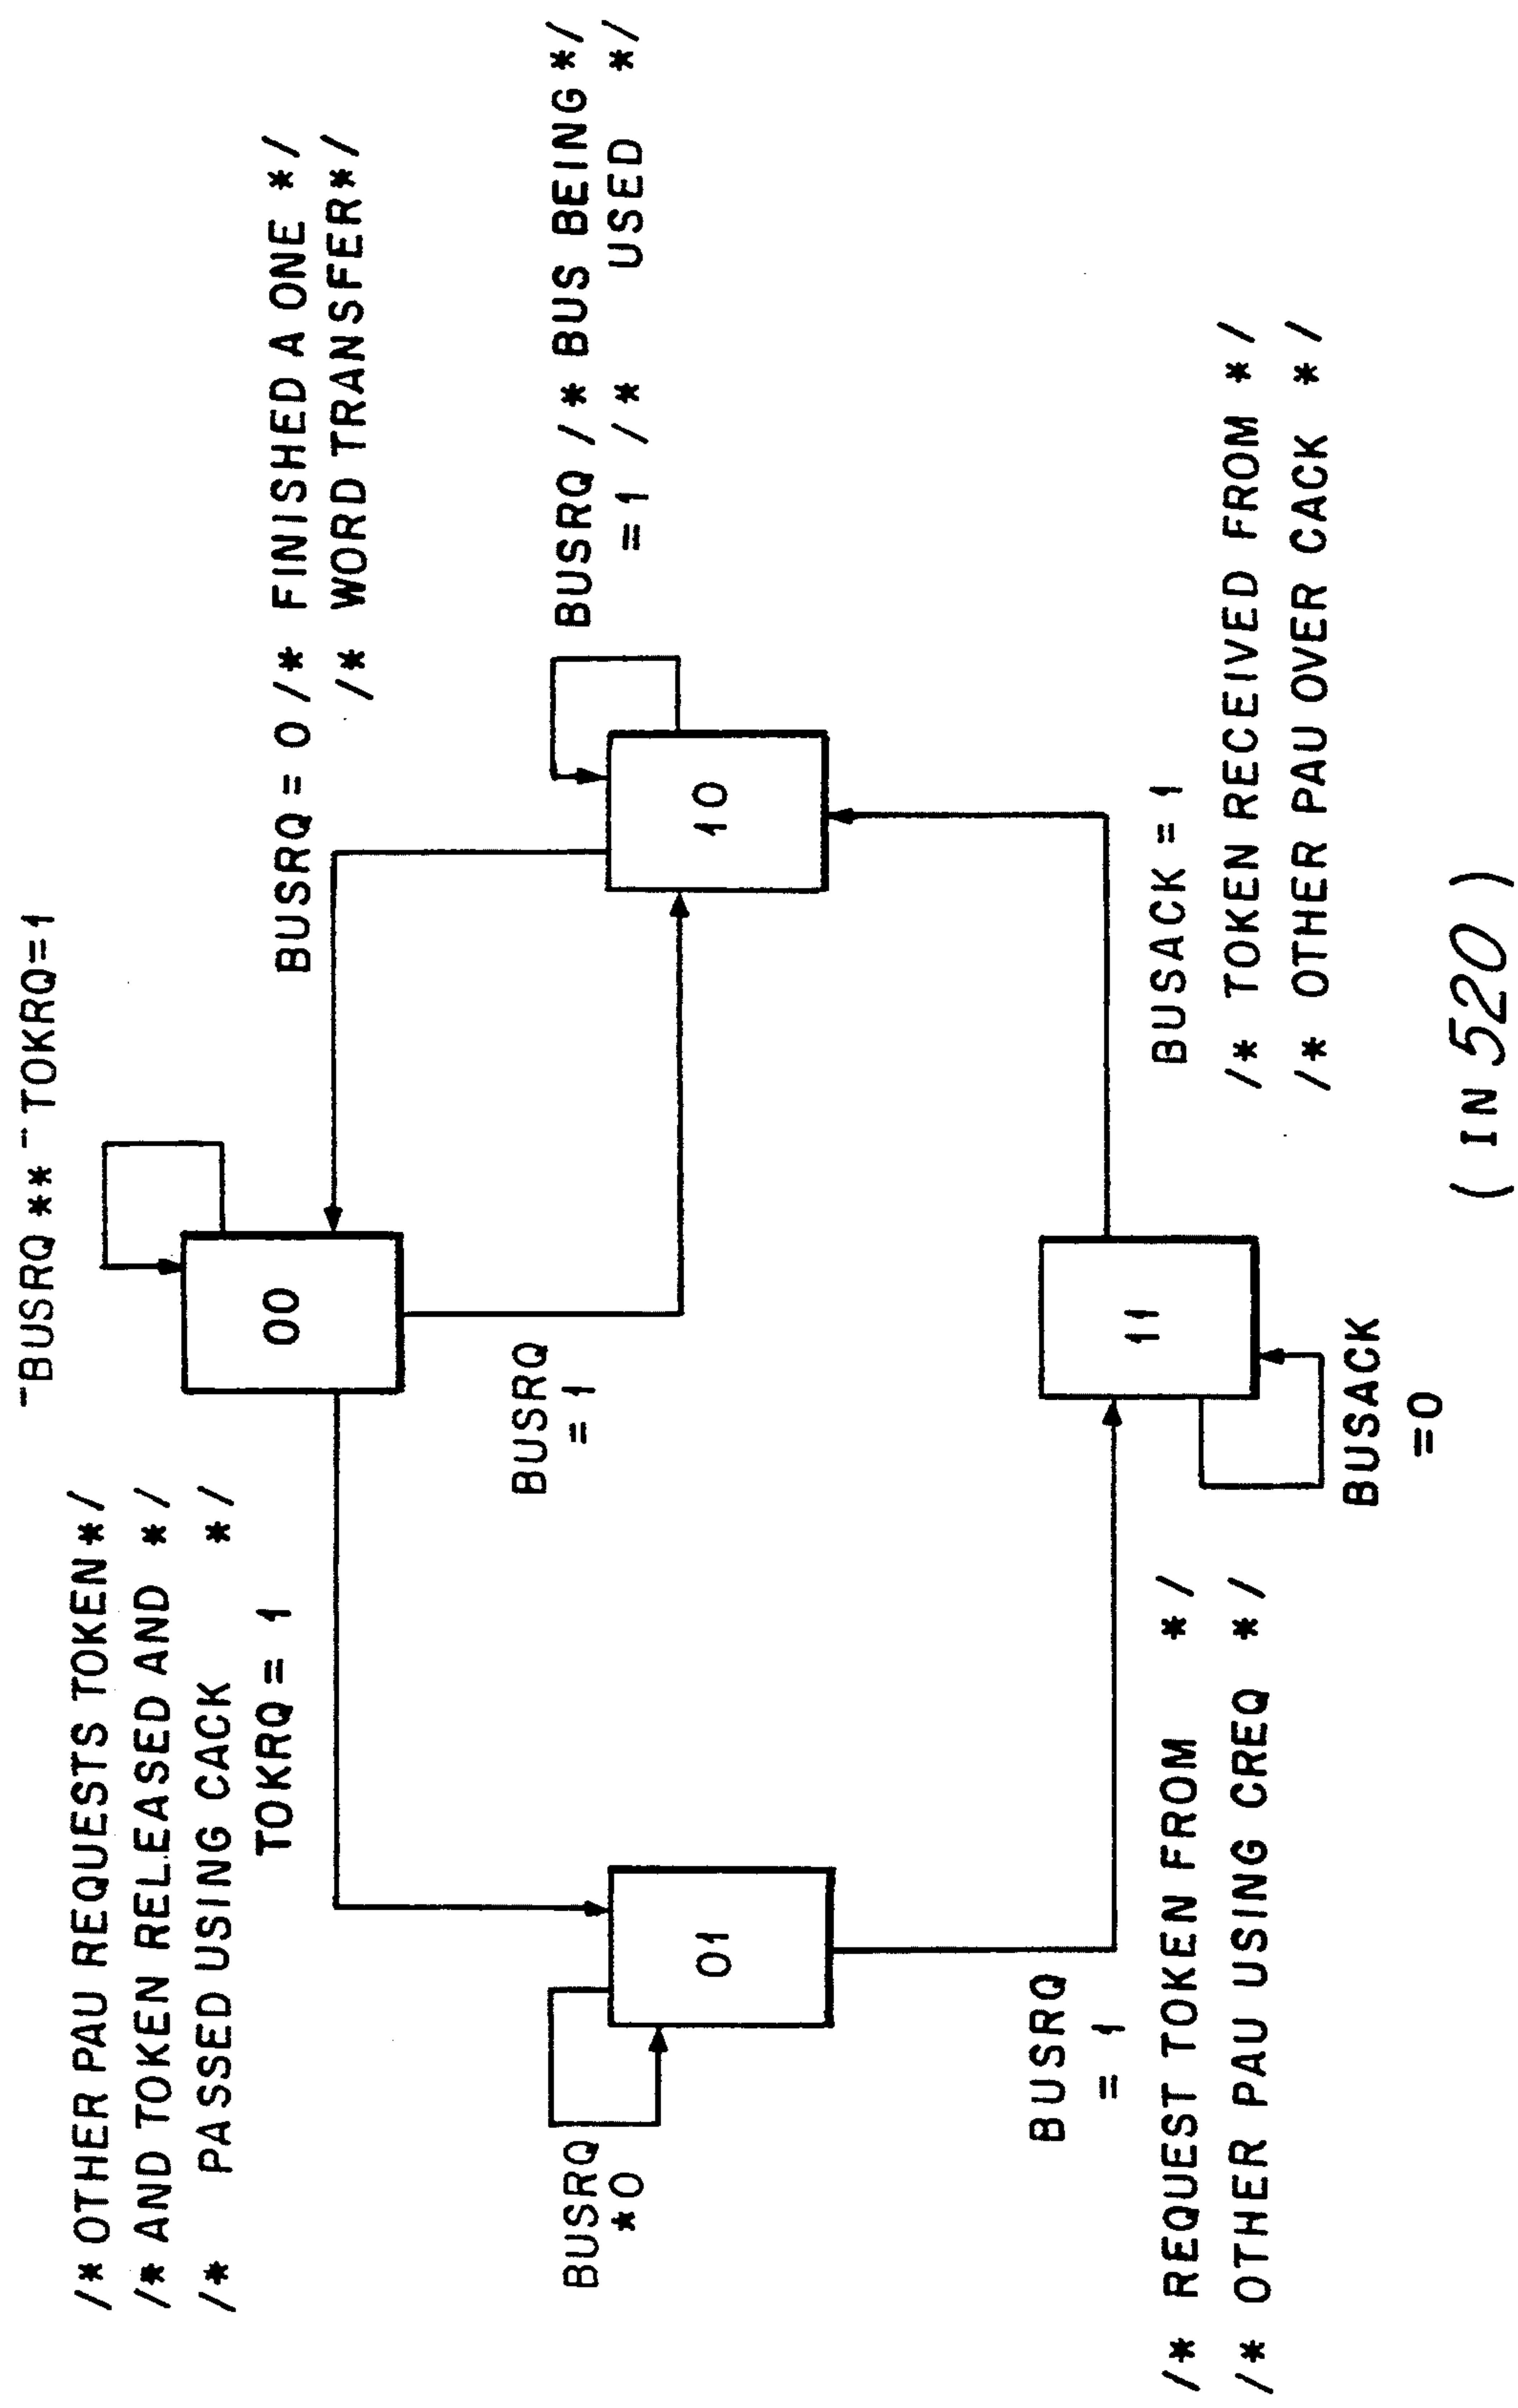 ¯BUSRQ ** ¯TOKRQ=1
/* OTHER PAU REQUESTS TOKEN */
/* AND TOKEN RELEASED AND */
/* PASSED USING CACK */
TOKRQ = 1
BUSRQ = 0 /* FINISHED A ONE */
/* WORD TRANSFER*/
00
BUSRQ
= 1
BUSRQ /* BUS BEING */
= 1 /* USED */
BUSRQ
*0
01
10
BUSRQ
= 1
/* REQUEST TOKEN FROM */
/* OTHER PAU USING CREQ */
11
BUSACK
=0
BUSACK = 1
/* TOKEN RECEIVED FROM */
/* OTHER PAU OVER CACK */
( IN 520 )